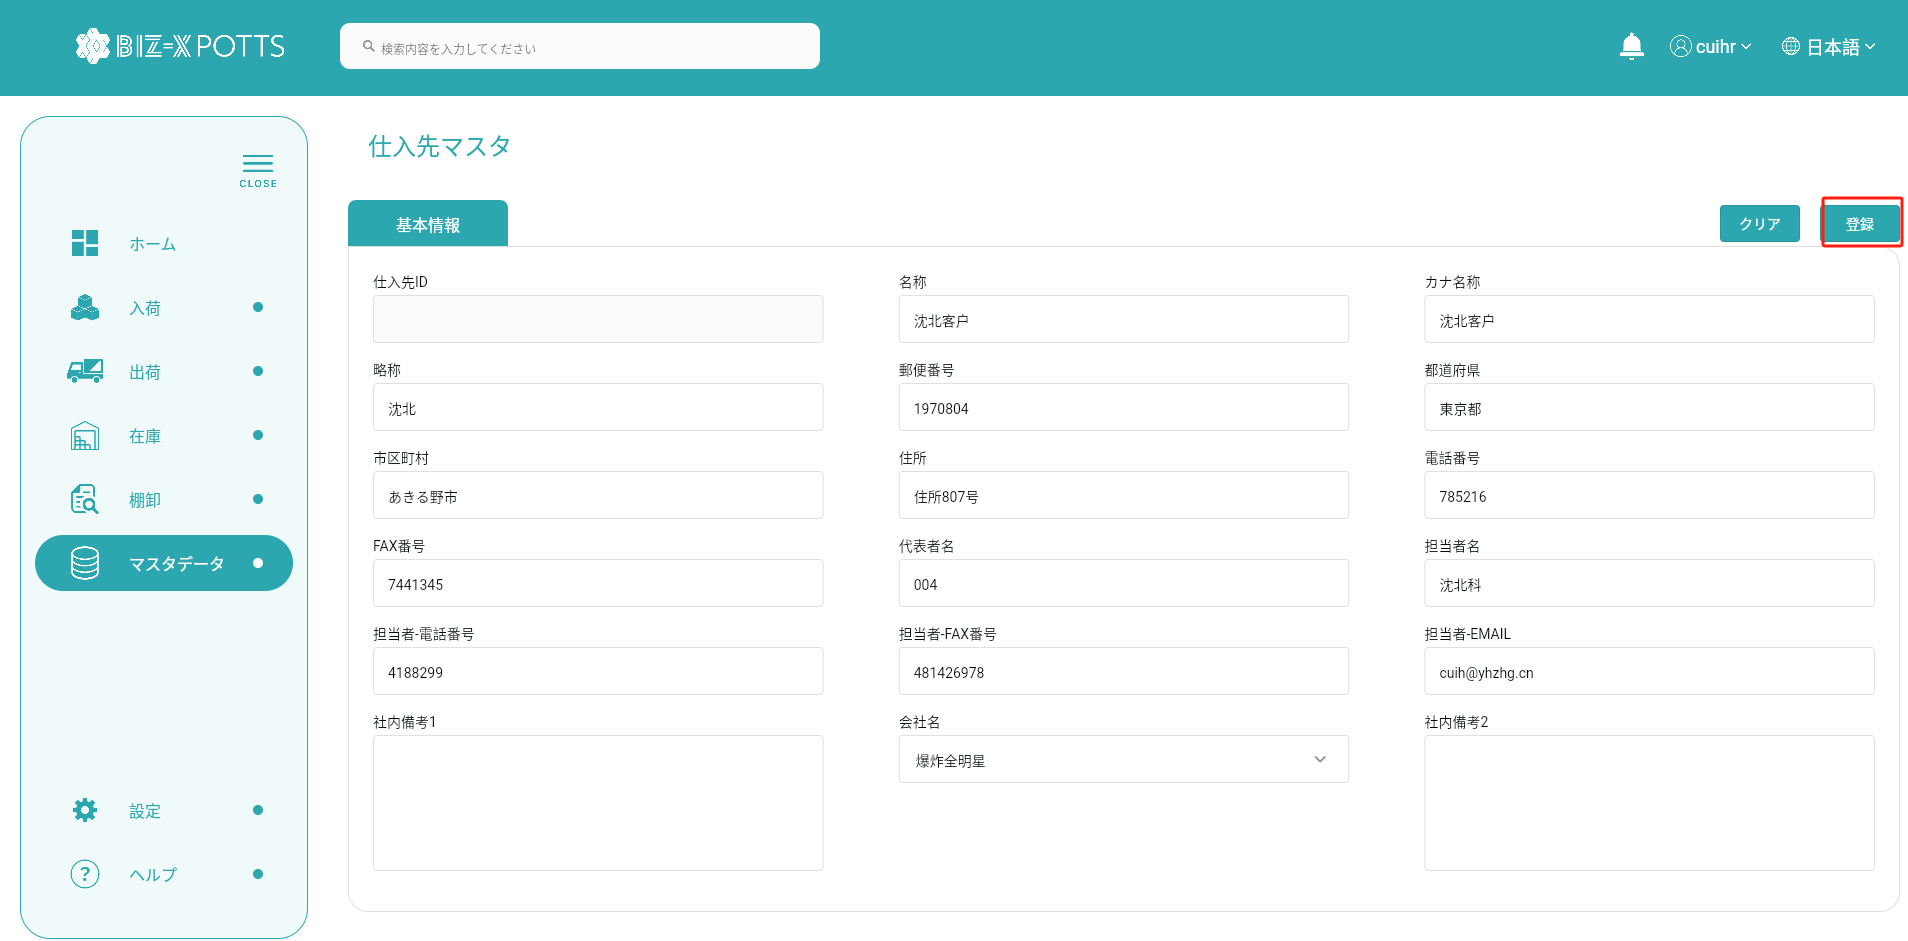 BIZ=X POTTS
検索内容を入力してください
cuihr
日本語
CLOSE
ホーム
入荷
出荷
在庫
棚卸
マスタデータ
設定
ヘルプ
仕入先マスタ
基本情報
クリア
登録
仕入先ID
名称
カナ名称
沈北客户
沈北客户
略称
郵便番号
都道府県
沈北
1970804
東京都
市区町村
住所
電話番号
あきる野市
住所807号
785216
FAX番号
代表者名
担当者名
7441345
004
沈北科
担当者-電話番号
担当者-FAX番号
担当者-EMAIL
4188299
481426978
cuih@yhzhg.cn
社内備考1
会社名
社内備考2
爆炸全明星